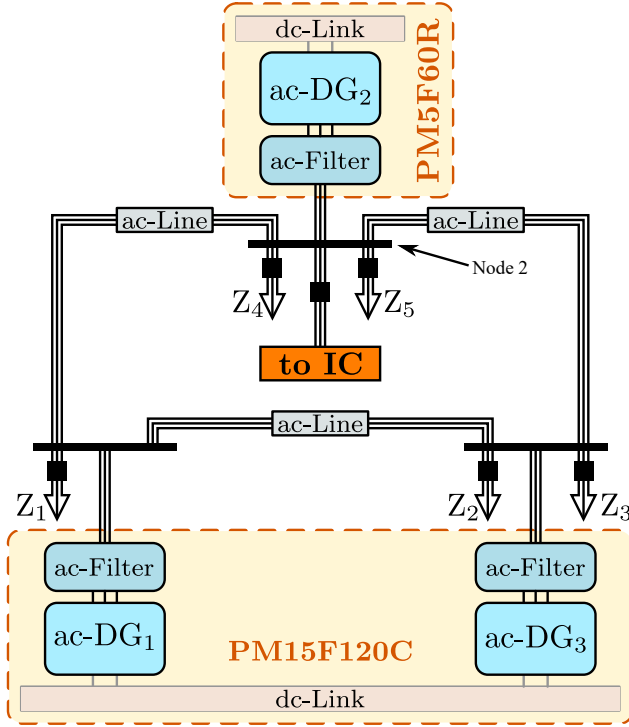 dc-Link
ac-DG2
ac-Filter
PM5F60R
ac-Line
ac-Line
Node 2
Z4
Z5
to IC
ac-Line
Z1
Z2
Z3
ac-Filter
ac-Filter
ac-DG1
ac-DG3
PM15F120C
dc-Link